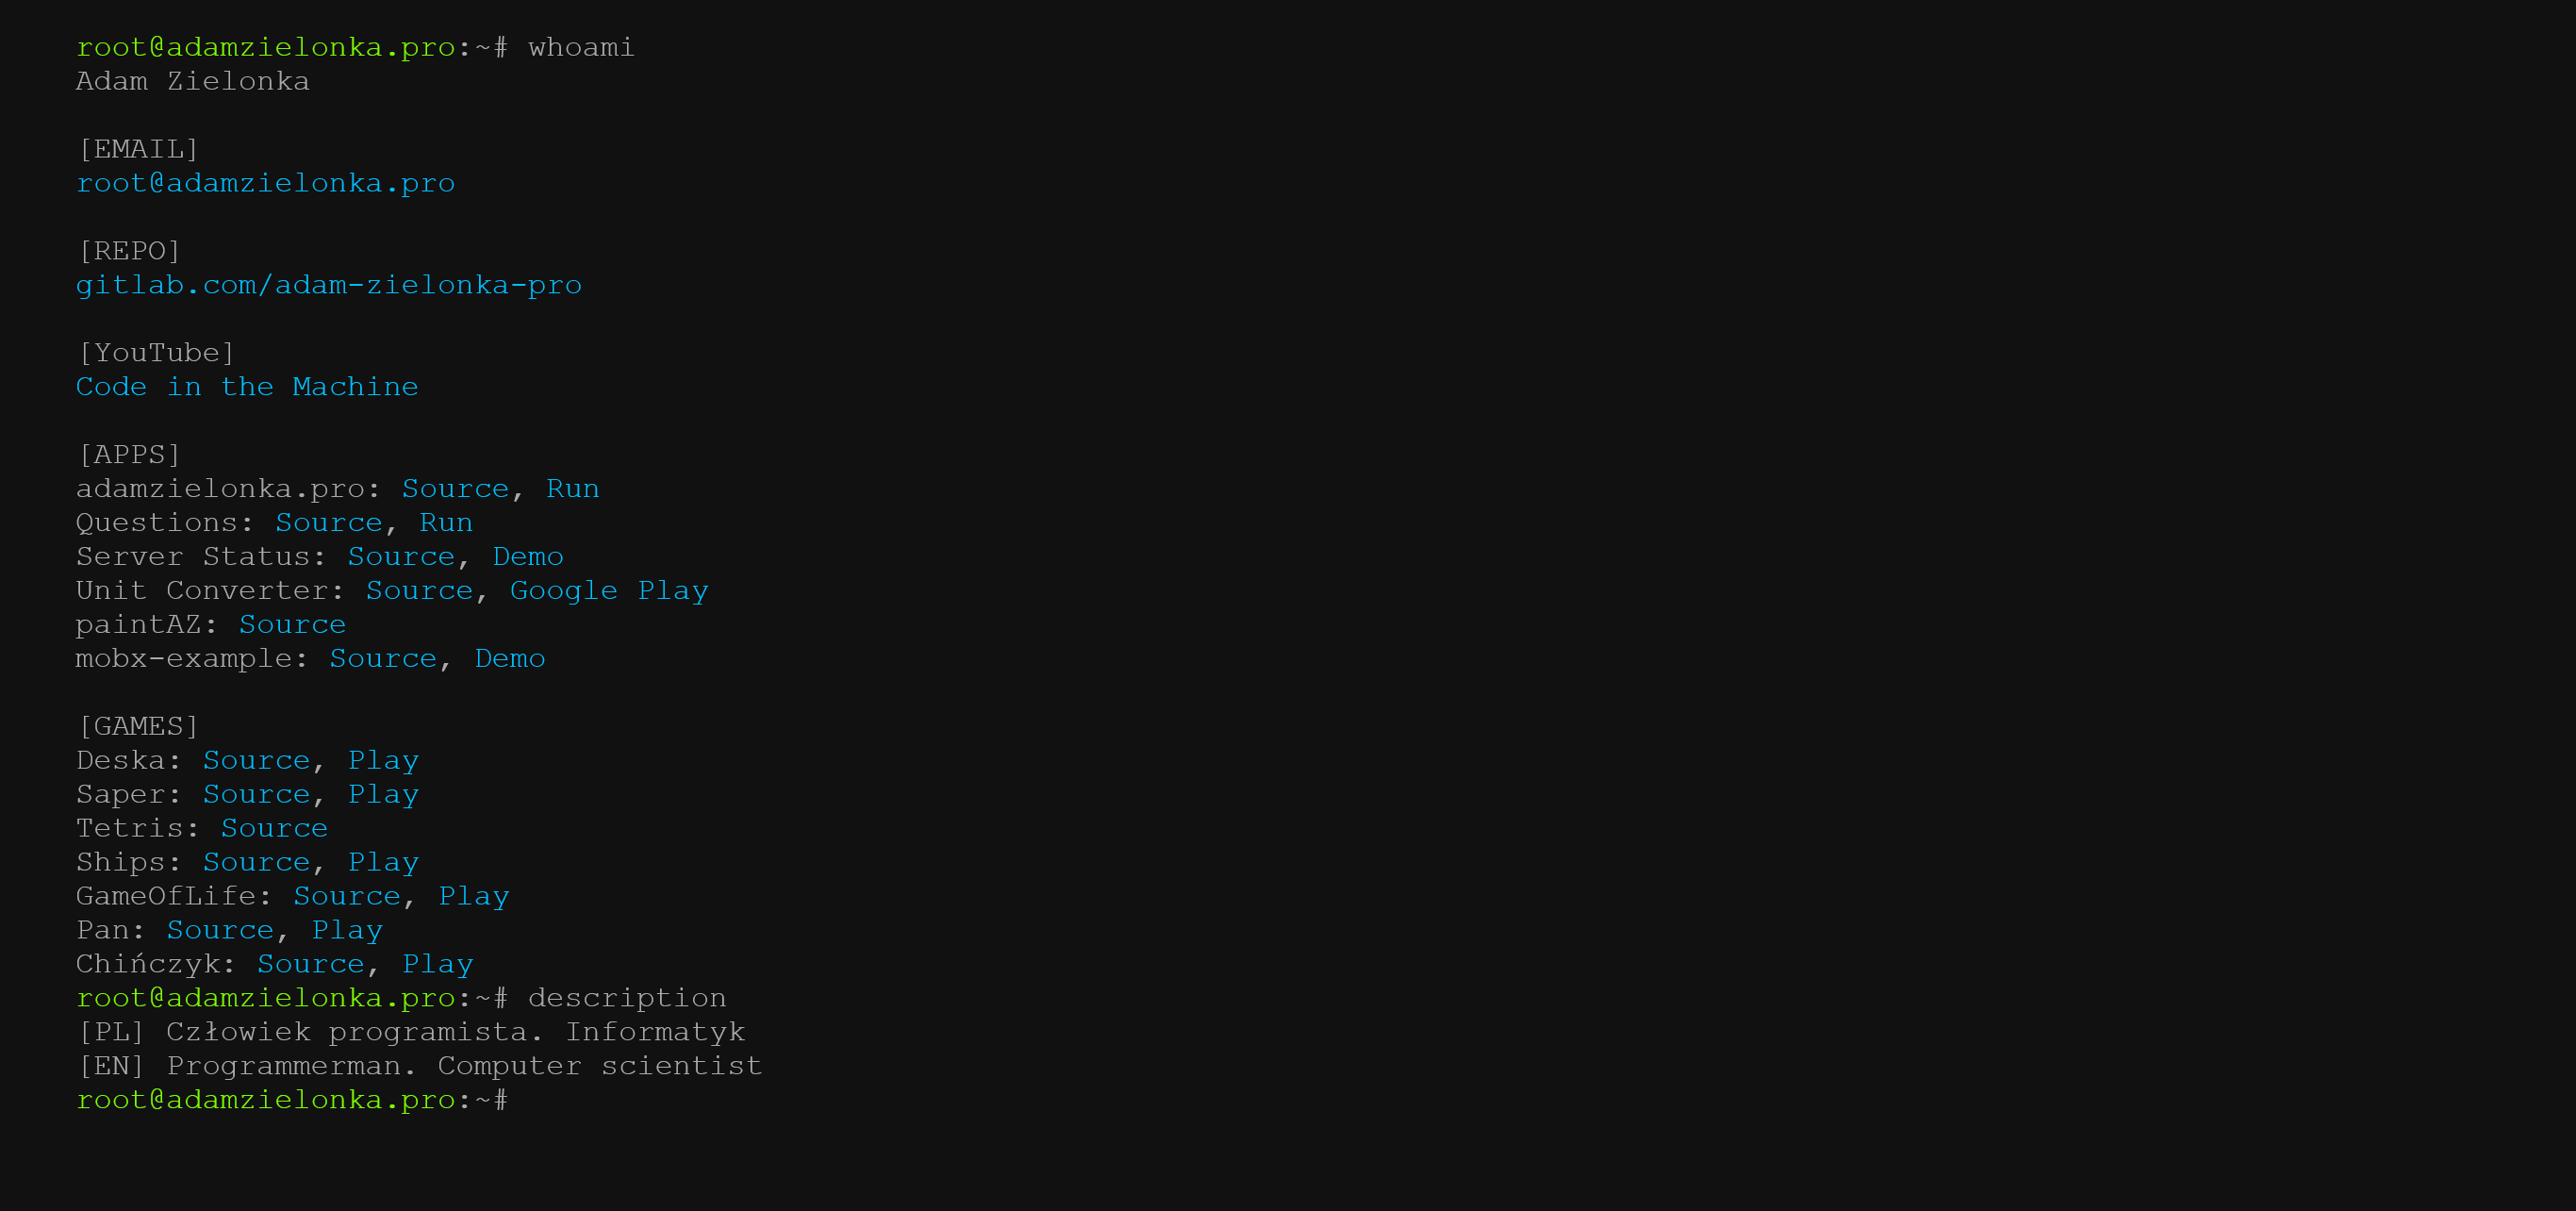 root@adamzielonka.pro:~# whoami
Adam Zielonka
[EMAIL]
root@adamzielonka.pro
[REPO]
gitlab.com/adam-zielonka-pro
[YouTube]
Code in the Machine
[APPS]
adamzielonka.pro: Source, Run
Questions: Source, Run
Server Status: Source, Demo
Unit Converter: Source, Google Play
paintAZ: Source
mobx-example: Source, Demo
[GAMES]
Deska: Source, Play
Saper: Source, Play
Tetris: Source
Ships: Source, Play
GameOfLife: Source, Play
Pan: Source, Play
Chińczyk: Source, Play
root@adamzielonka.pro:~# description
[PL] Człowiek programista. Informatyk
[EN] Programmerman. Computer scientist
root@adamzielonka.pro:~#